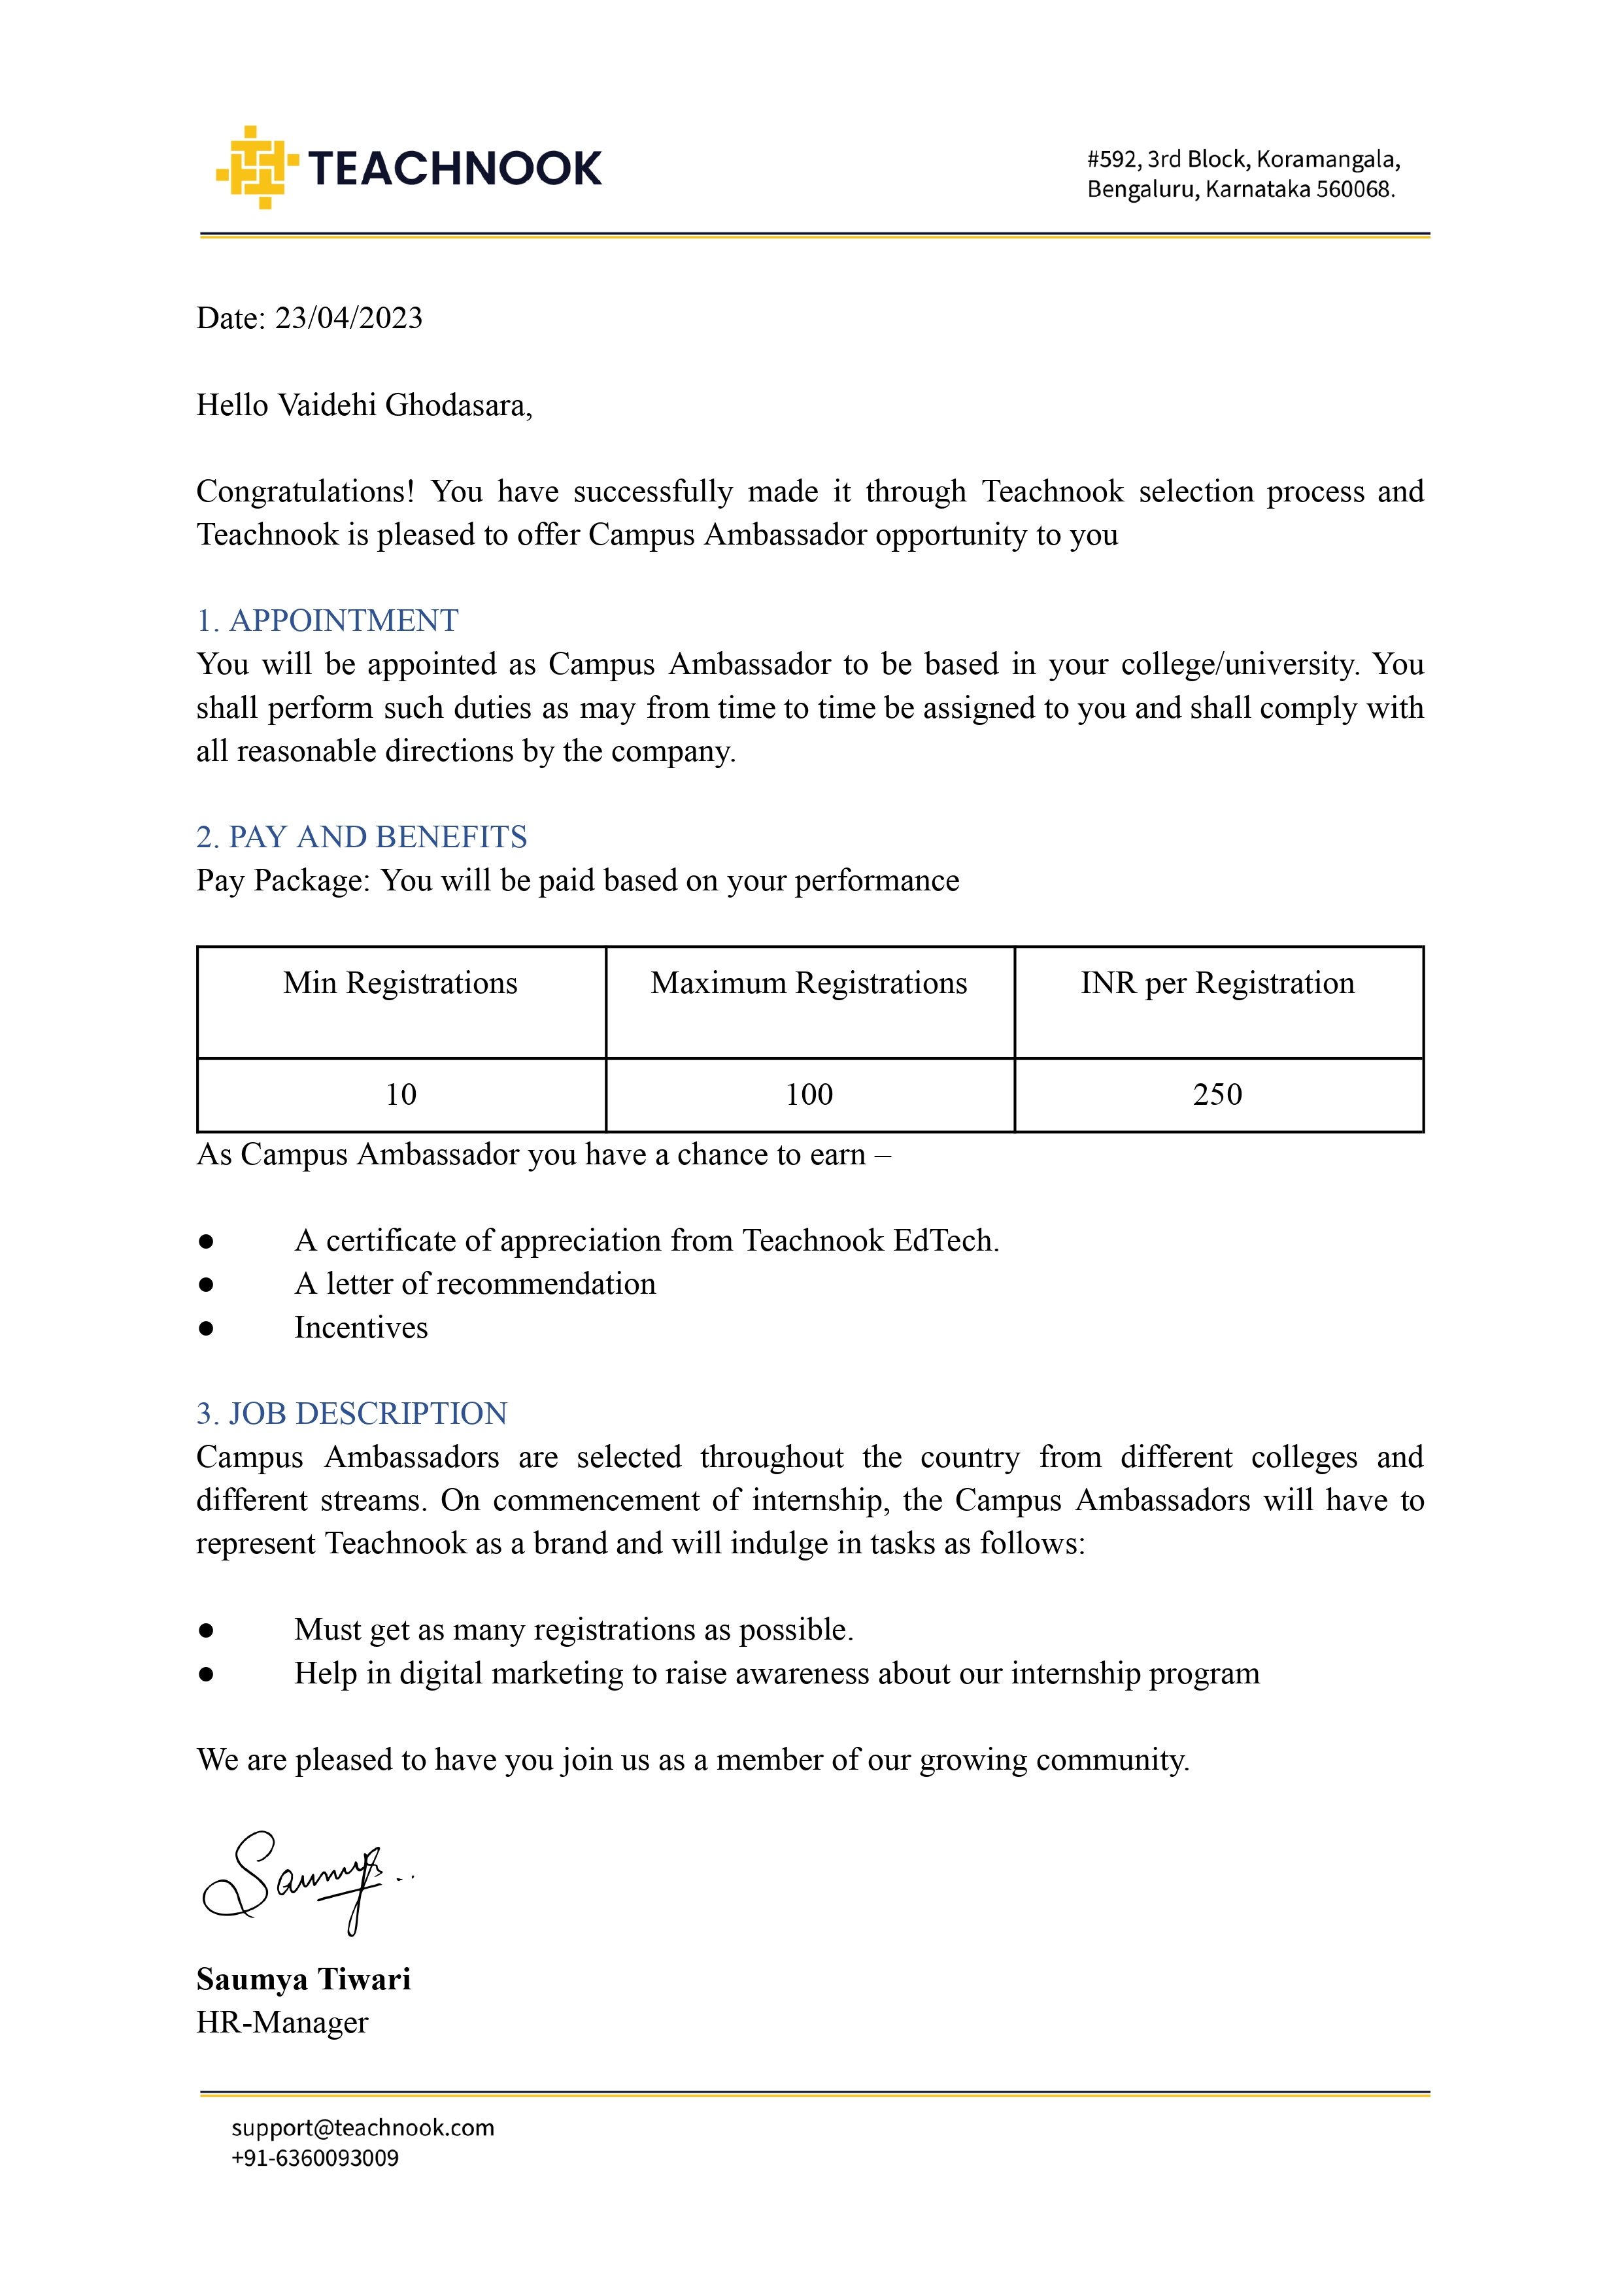 TEACHNOOK
#592, 3rd Block, Koramangala,
Bengaluru, Karnataka 560068.
Date: 23/04/2023
Hello Vaidehi Ghodasara,
Congratulations! You have successfully made it through Teachnook selection process and
Teachnook is pleased to offer Campus Ambassador opportunity to you
1. APPOINTMENT
You will be appointed as Campus Ambassador to be based in your college/university. You
shall perform such duties as may from time to time be assigned to you and shall comply with
all reasonable directions by the company.
2. PAY AND BENEFITS
Pay Package: You will be paid based on your performance
Min Registrations Maximum Registrations INR per Registration
10 100 250
As Campus Ambassador you have a chance to earn –
● A certificate of appreciation from Teachnook EdTech.
● A letter of recommendation
● Incentives
3. JOB DESCRIPTION
Campus Ambassadors are selected throughout the country from different colleges and
different streams. On commencement of internship, the Campus Ambassadors will have to
represent Teachnook as a brand and will indulge in tasks as follows:
● Must get as many registrations as possible.
● Help in digital marketing to raise awareness about our internship program
We are pleased to have you join us as a member of our growing community.
Saumya..
Saumya Tiwari
HR-Manager
support@teachnook.com
+91-6360093009